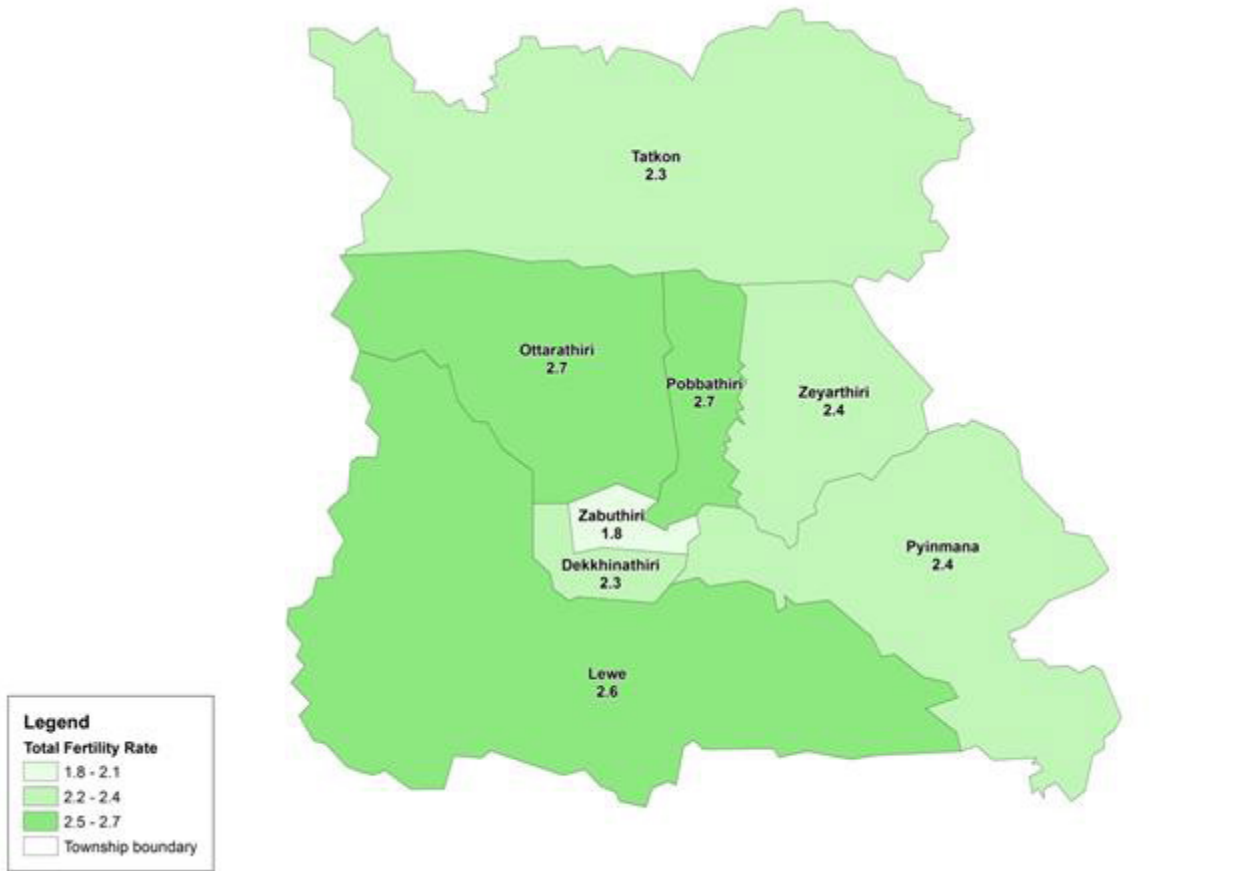 Tatkon
2.3
Ottarathiri
2.7
Pobbathiri
2.7
Zeyarthiri
2.4
Zabuthiri
1.8
Pyinmana
2.4
Dekkhinathiri
2.3
Lewe
2.6
Legend
Total Fertility Rate
1.8 - 2.1
2.2 - 2.4
2.5 - 2.7
Township boundary